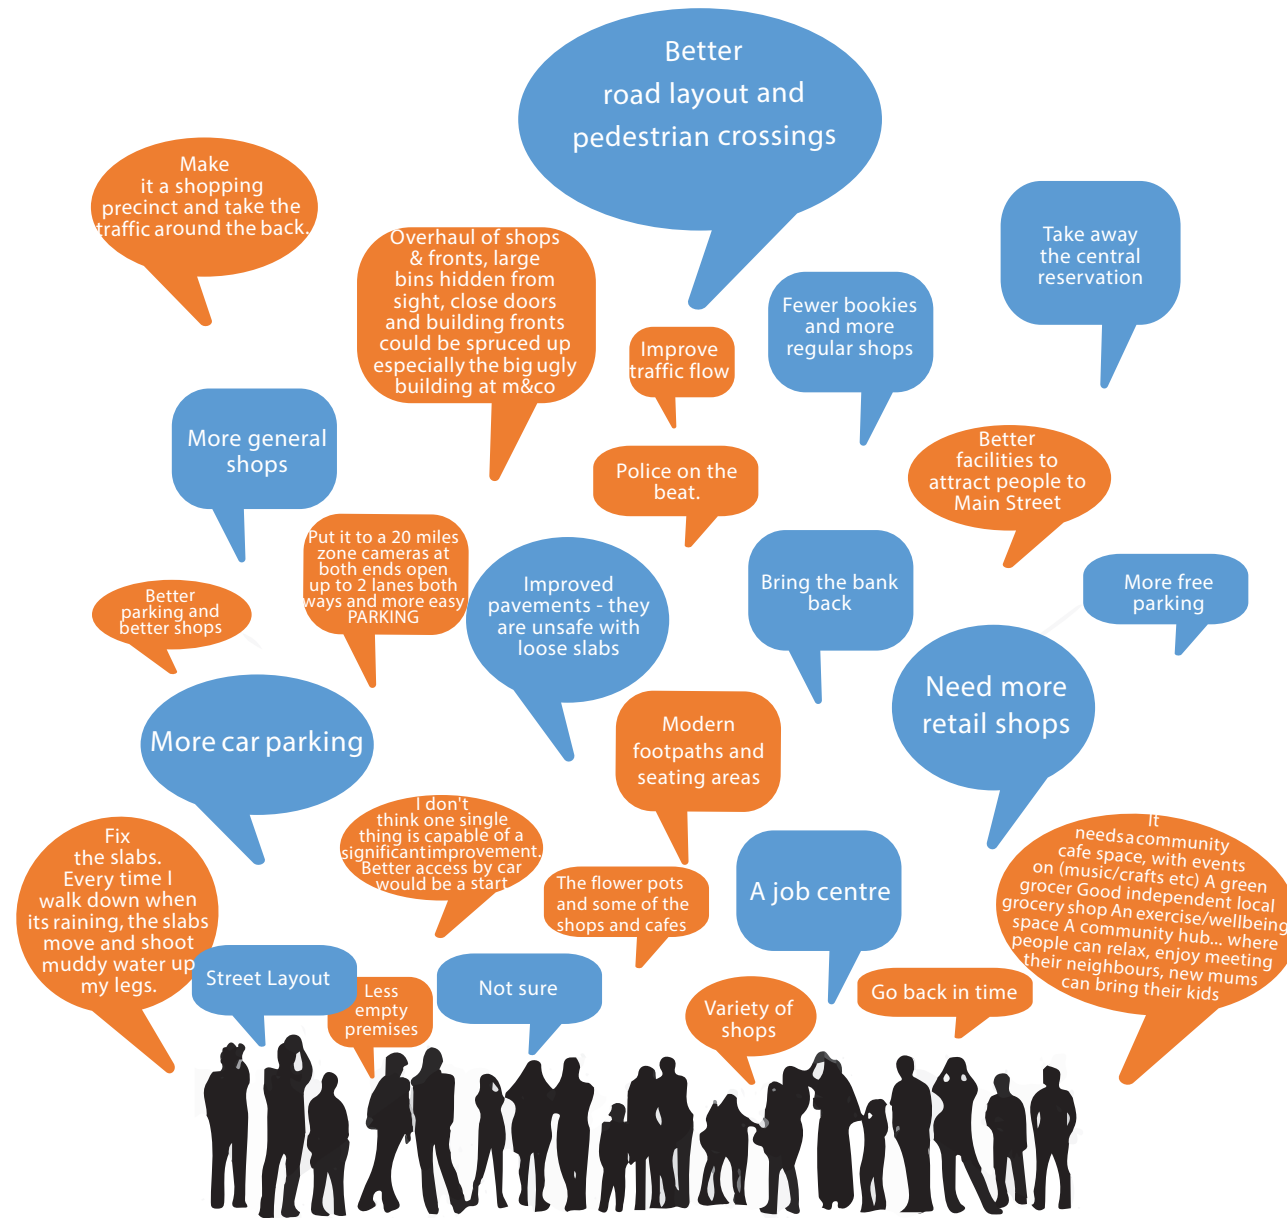 Better
road layout and
pedestrian crossings
Make
it a shopping
precinct and take the
traffic around the back.
Overhaul of shops
& fronts, large
bins hidden from
sight, close doors
and building fronts
could be spruced up
especially the big ugly
building at m&co
Take away
the central
reservation
Fewer bookies
and more
regular shops
Improve
traffic flow
More general
shops
Police on the
beat.
Better
facilities to
attract people to
Main Street
Put it to a 20 miles
zone cameras at
both ends open
up to 2 lanes both
ways and more easy
PARKING
Improved
pavements - they
are unsafe with
loose slabs
Bring the bank
back
More free
parking
Better
parking and
better shops
Need more
retail shops
More car parking
Modern
footpaths and
seating areas
I don't
think one single
thing is capable of a
significant improvement.
Better access by car
would be a start
Fix
the slabs.
Every time I
walk down when
its raining, the slabs
move and shoot
muddy water up
my legs.
The flower pots
and some of the
shops and cafes
A job centre
It
needs a community
cafe space, with events
on (music/crafts etc) A green
grocer Good independent local
grocery shop An exercise/wellbeing
space A community hub... where
people can relax, enjoy meeting
their neighbours, new mums
can bring their kids
Street Layout
Less
empty
premises
Not sure
Variety of
shops
Go back in time